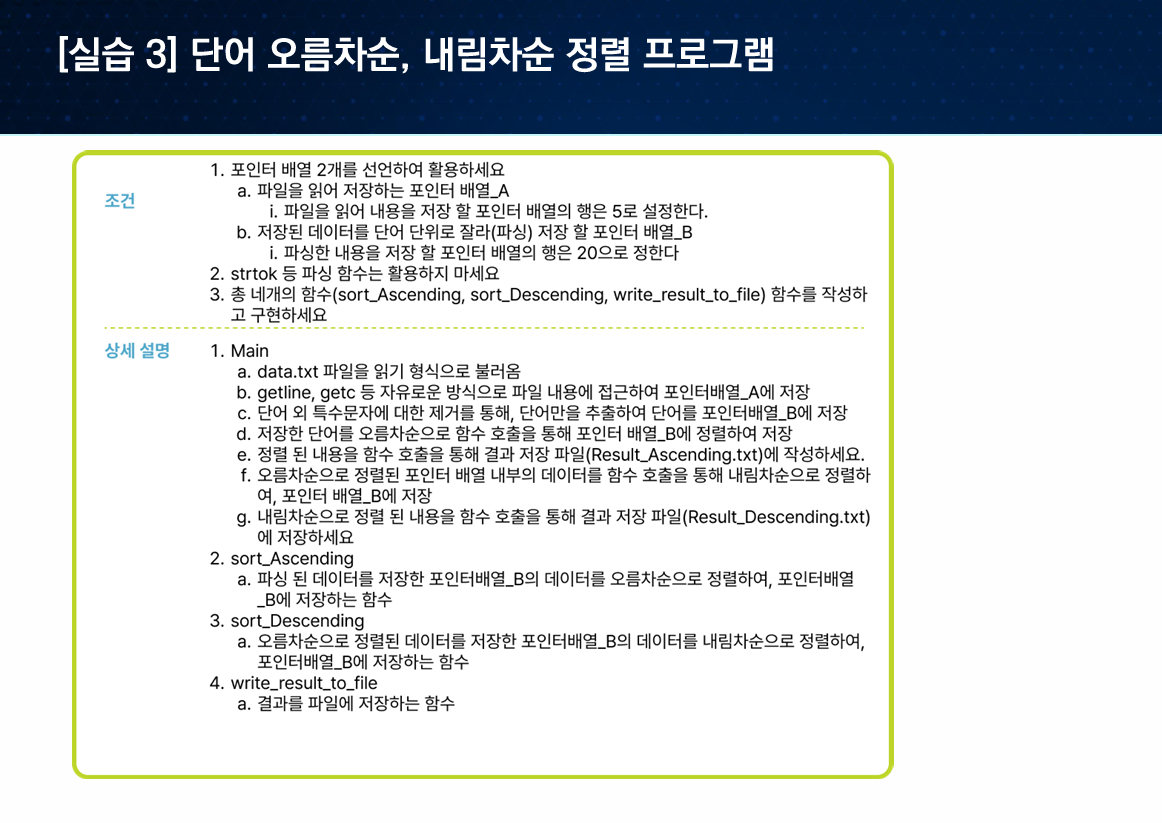 [실습 3] 단어 오름차순, 내림차순 정렬 프로그램
조건
1. 포인터 배열 2개를 선언하여 활용하세요
a. 파일을 읽어 저장하는 포인터 배열_A
i. 파일을 읽어 내용을 저장 할 포인터 배열의 행은 5로 설정한다.
b. 저장된 데이터를 단어 단위로 잘라(파싱) 저장 할 포인터 배열_B
i. 파싱한 내용을 저장 할 포인터 배열의 행은 20으로 정한다
2. strtok 등 파싱 함수는 활용하지 마세요
3. 총 네개의 함수(sort_Ascending, sort_Descending, write_result_to_file) 함수를 작성하
고 구현하세요
상세 설명
1. Main
a. data.txt 파일을 읽기 형식으로 불러옴
b. getline, getc 등 자유로운 방식으로 파일 내용에 접근하여 포인터배열_A에 저장
c. 단어 외 특수문자에 대한 제거를 통해, 단어만을 추출하여 단어를 포인터배열_B에 저장
d. 저장한 단어를 오름차순으로 함수 호출을 통해 포인터 배열_B에 정렬하여 저장
e. 정렬 된 내용을 함수 호출을 통해 결과 저장 파일(Result_Ascending.txt)에 작성하세요.
f. 오름차순으로 정렬된 포인터 배열 내부의 데이터를 함수 호출을 통해 내림차순으로 정렬하
여, 포인터 배열_B에 저장
g. 내림차순으로 정렬 된 내용을 함수 호출을 통해 결과 저장 파일(Result_Descending.txt)
에 저장하세요
2. sort_Ascending
a. 파싱 된 데이터를 저장한 포인터배열_B의 데이터를 오름차순으로 정렬하여, 포인터배열
_B에 저장하는 함수
3. sort_Descending
a. 오름차순으로 정렬된 데이터를 저장한 포인터배열_B의 데이터를 내림차순으로 정렬하여,
포인터배열_B에 저장하는 함수
4. write_result_to_file
a. 결과를 파일에 저장하는 함수